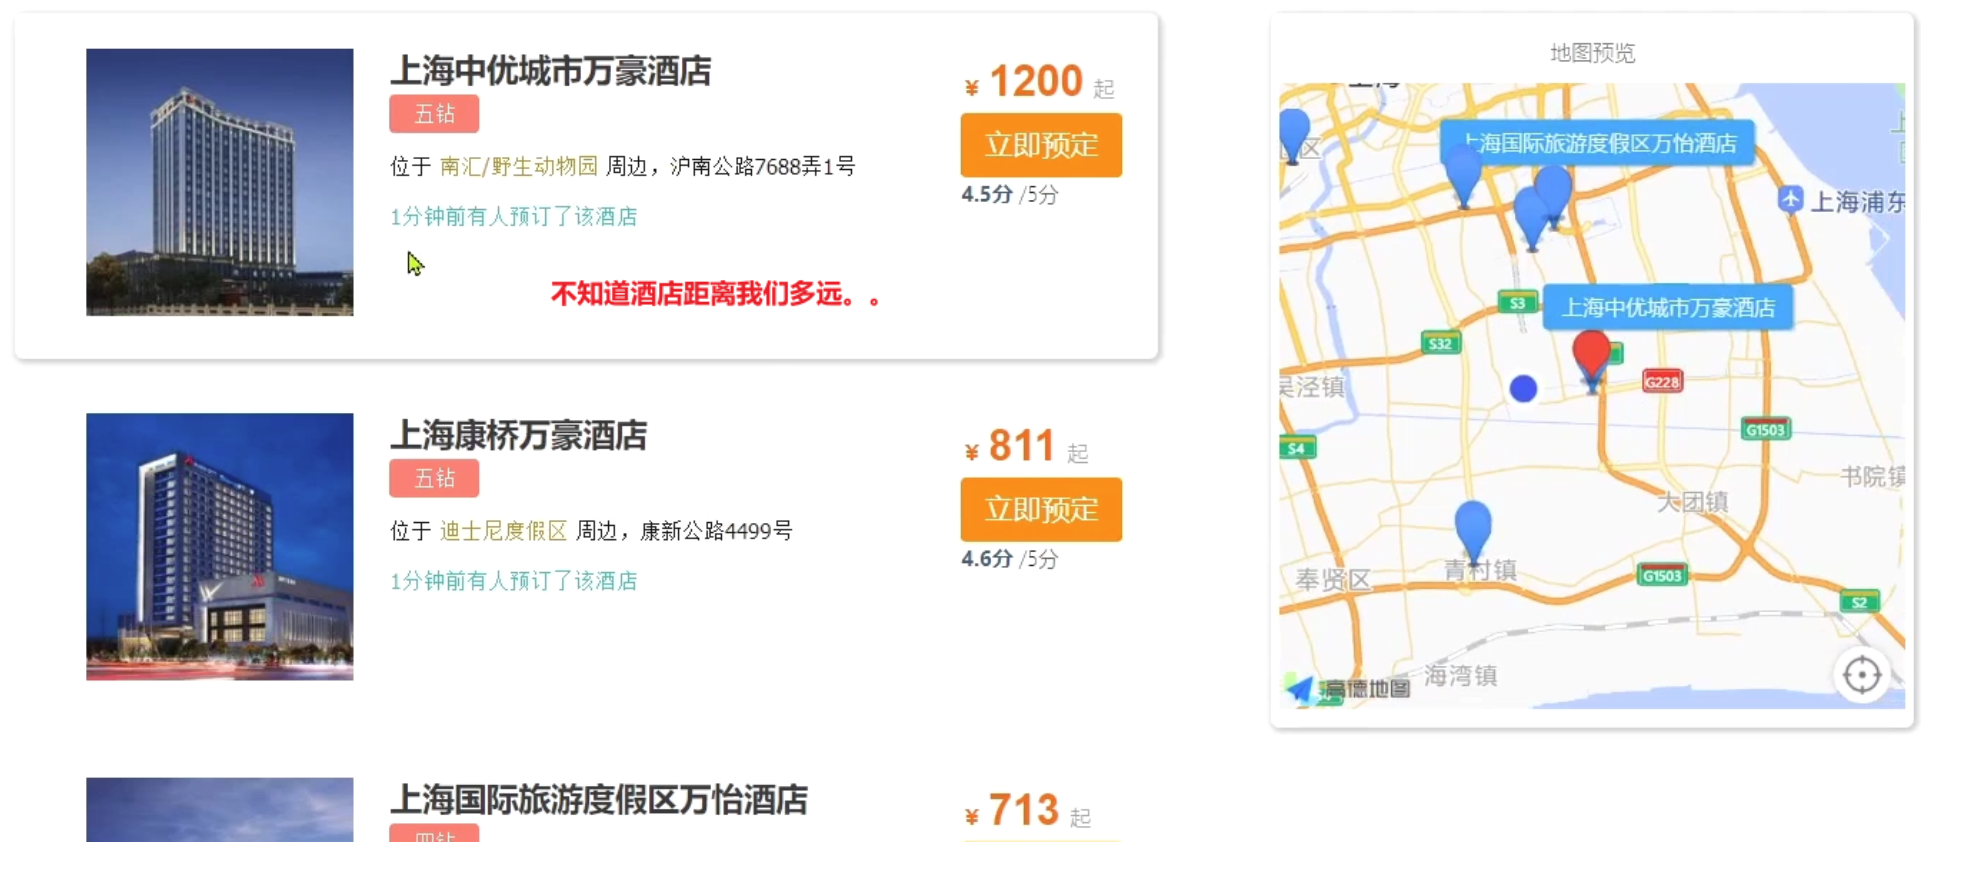 上海中优城市万豪酒店
五钻
位于 南汇/野生动物园 周边，沪南公路7688弄1号
1分钟前有人预订了该酒店
不知道酒店距离我们多远。。
¥ 1200 起
立即预定
4.5分 /5分
上海康桥万豪酒店
五钻
位于 迪士尼度假区 周边，康新公路4499号
1分钟前有人预订了该酒店
¥ 811 起
立即预定
4.6分 /5分
上海国际旅游度假区万怡酒店
四钻
¥ 713 起
地图预览
上海
区
上海国际旅游度假区万怡酒店
上海浦东
S3
上海中优城市万豪酒店
S32
G228
吴泾镇
G1503
S4
书院镇
大团镇
青村镇
奉贤区
G1503
S2
海湾镇
高德地图